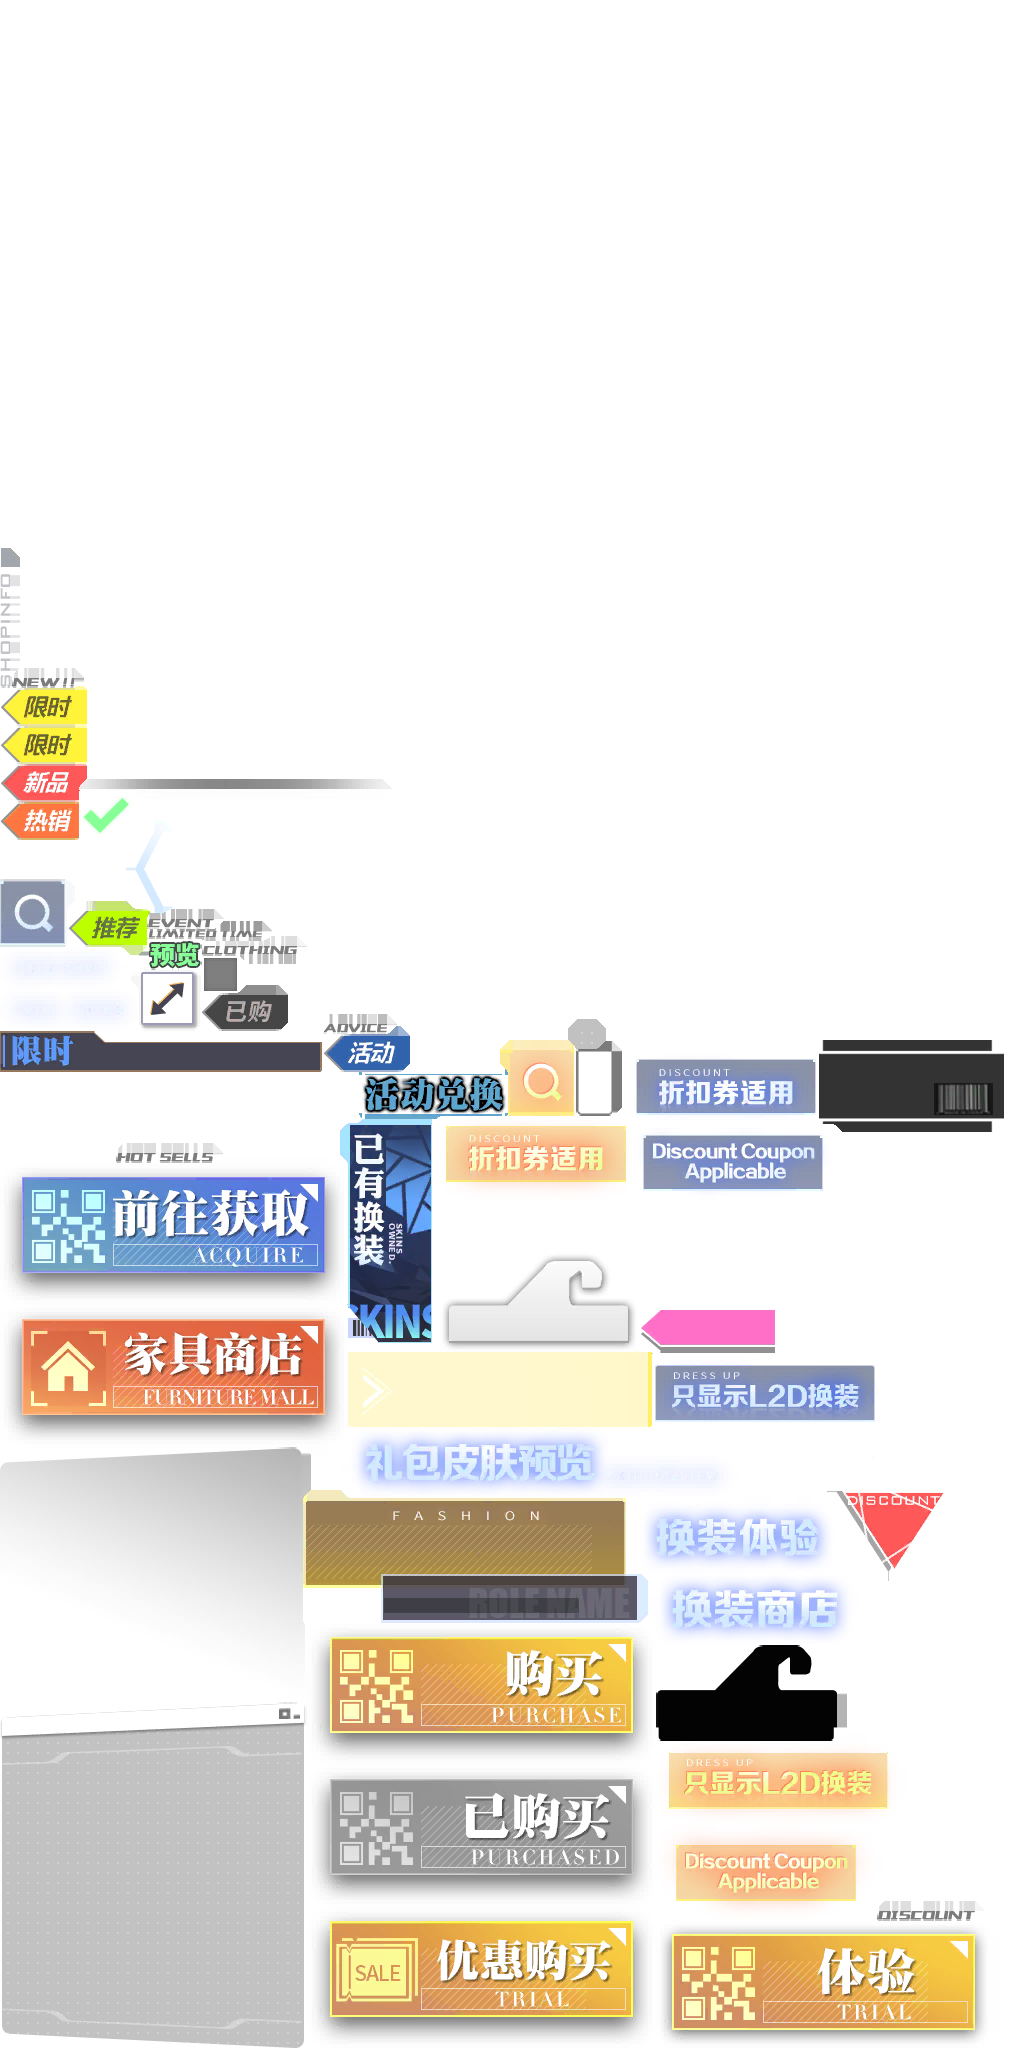 SHOPINFO
NEW !!
限时
限时
新品
热销
推荐
EVENT
LIMITED TIME
预览
CLOTHING
已购
限时
ADVICE
活动
活动兑换
DISCOUNT
折扣券适用
DISCOUNT
折扣券适用
Discount Coupon
Applicable
HOT SELLS
前往获取
ACQUIRE
已有换装
SKINS
OWNED.
SKINS
家具商店
FURNITURE MALL
DRESS UP
只显示L2D换装
礼包皮肤预览
FASHION
DISCOUNT
换装体验
ROLE NAME
换装商店
购买
PURCHASE
DRESS UP
只显示L2D换装
已购买
PURCHASED
Discount Coupon
Applicable
DISCOUNT
SALE
优惠购买
TRIAL
体验
TRIAL